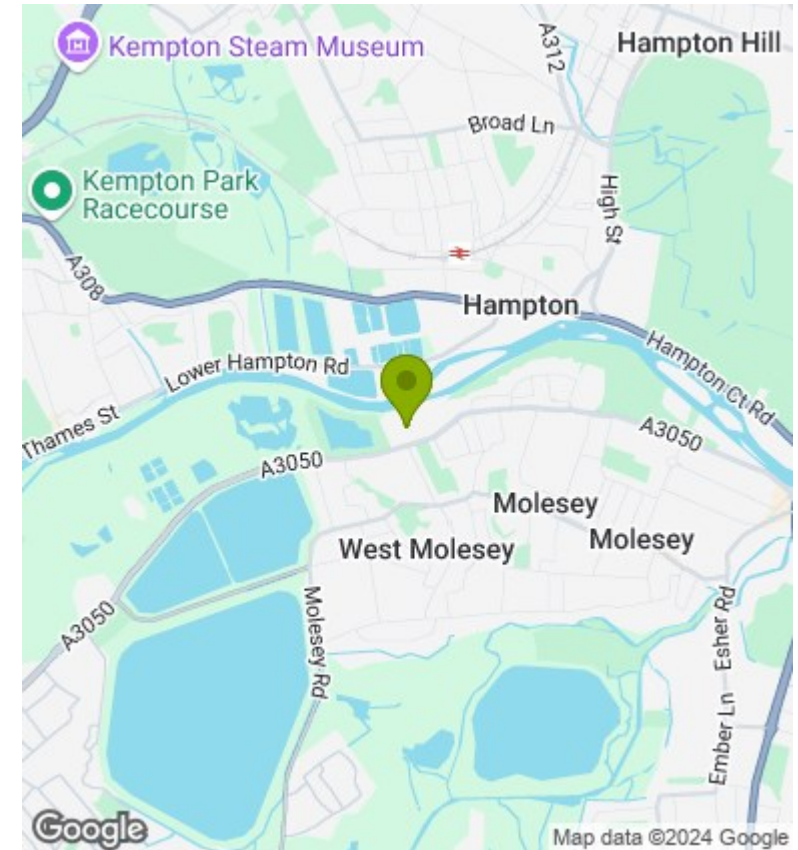 Kempton Steam Museum
A312
Hampton Hill
Broad Ln
Kempton Park
Racecourse
High St
A308
Hampton
Lower Hampton Rd
Hampton Ct Rd
Thames St
A3050
A3050
Molesey
West Molesey
Molesey
A3050
Molesey Rd
Esher Rd
Ember Ln
Google
Map data ©2024 Google